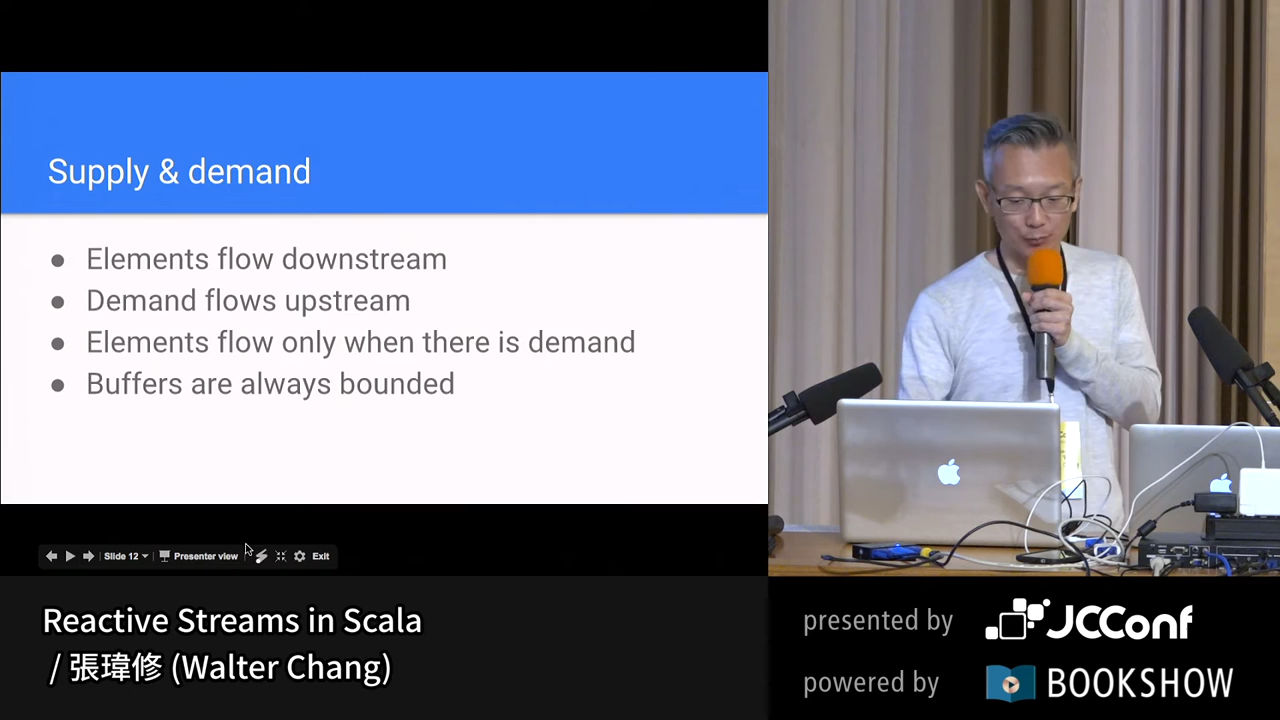 Supply & demand
● Elements flow downstream
● Demand flows upstream
● Elements flow only when there is demand
● Buffers are always bounded
Slide 12
Presenter view
Exit
Reactive Streams in Scala
/ 張瑋修 (Walter Chang)
presented by JCConf
powered by BOOKSHOW